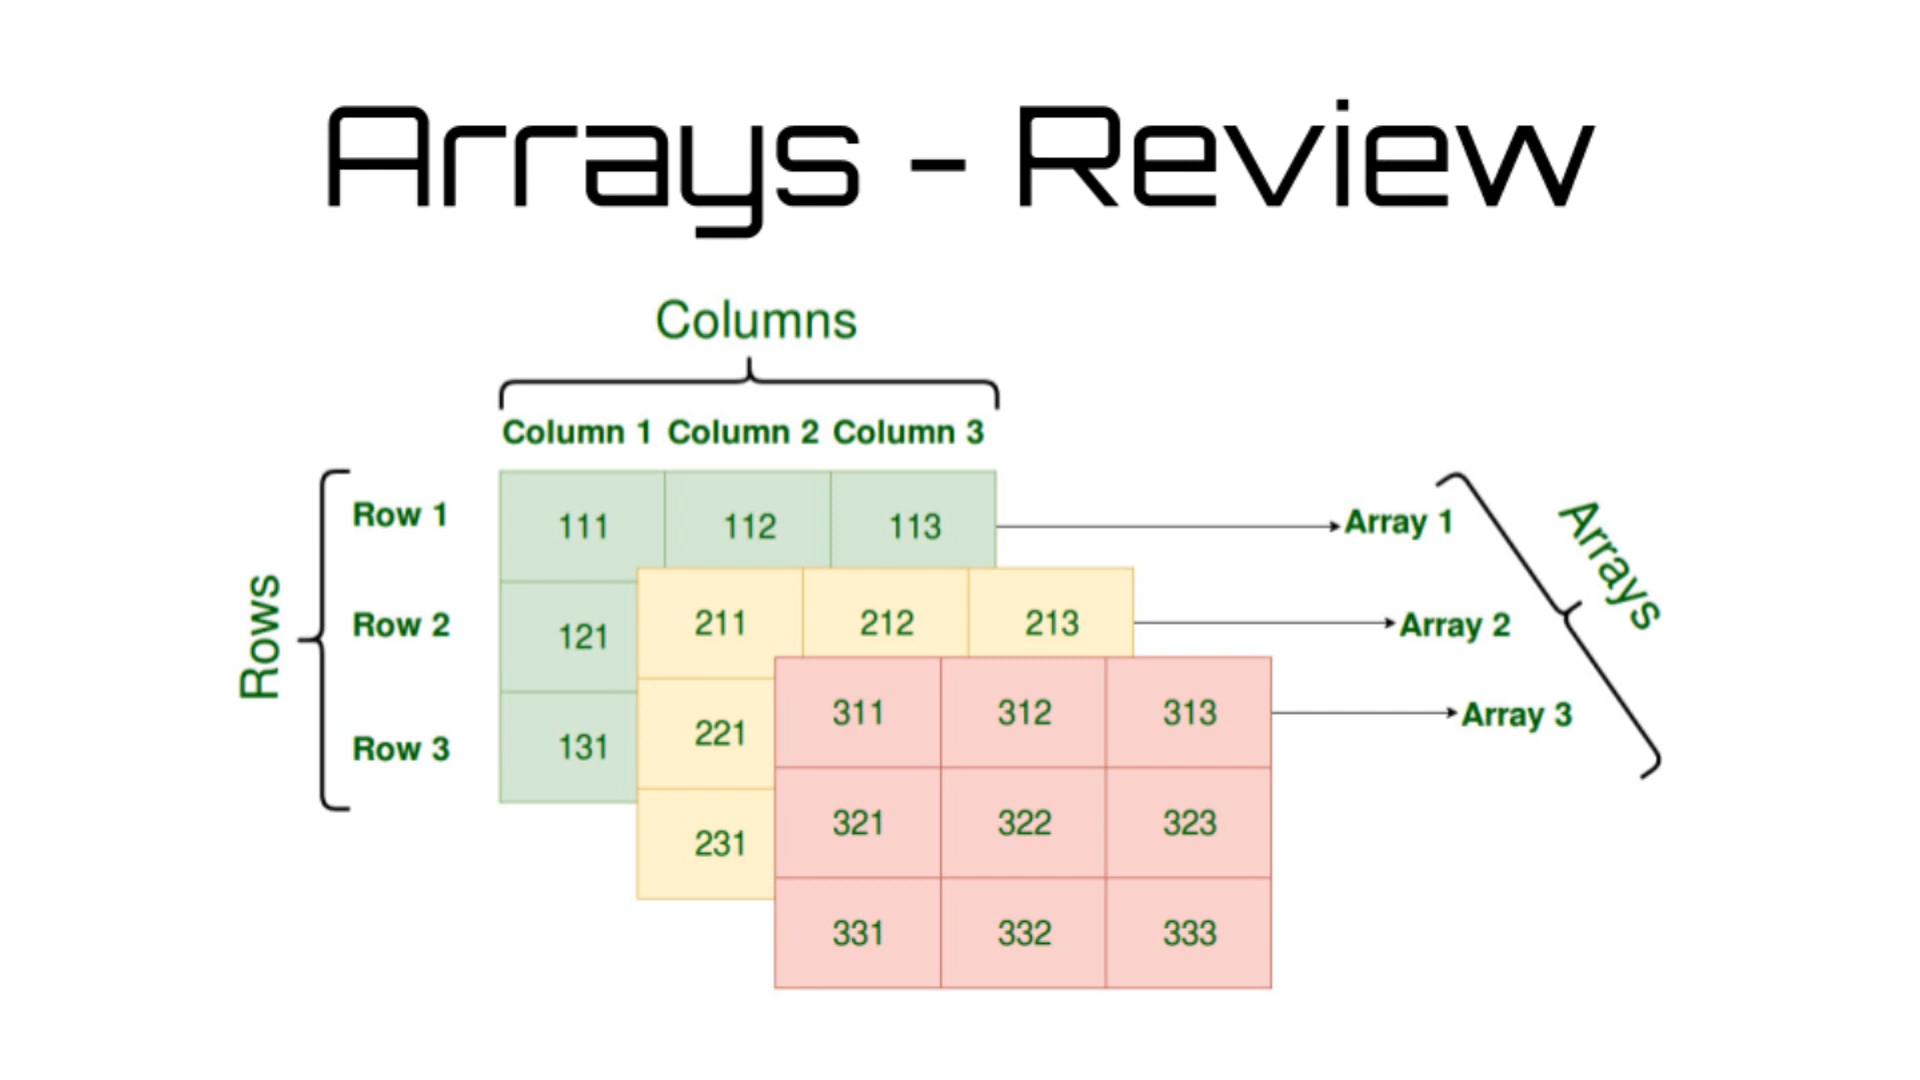 Arrays - Review
Columns
Column 1 Column 2 Column 3
Rows
Row 1
Row 2
Row 3
111 112 113
121
131
211 212 213
221
231
311 312 313
321 322 323
331 332 333
Array 1
Array 2
Array 3
Arrays